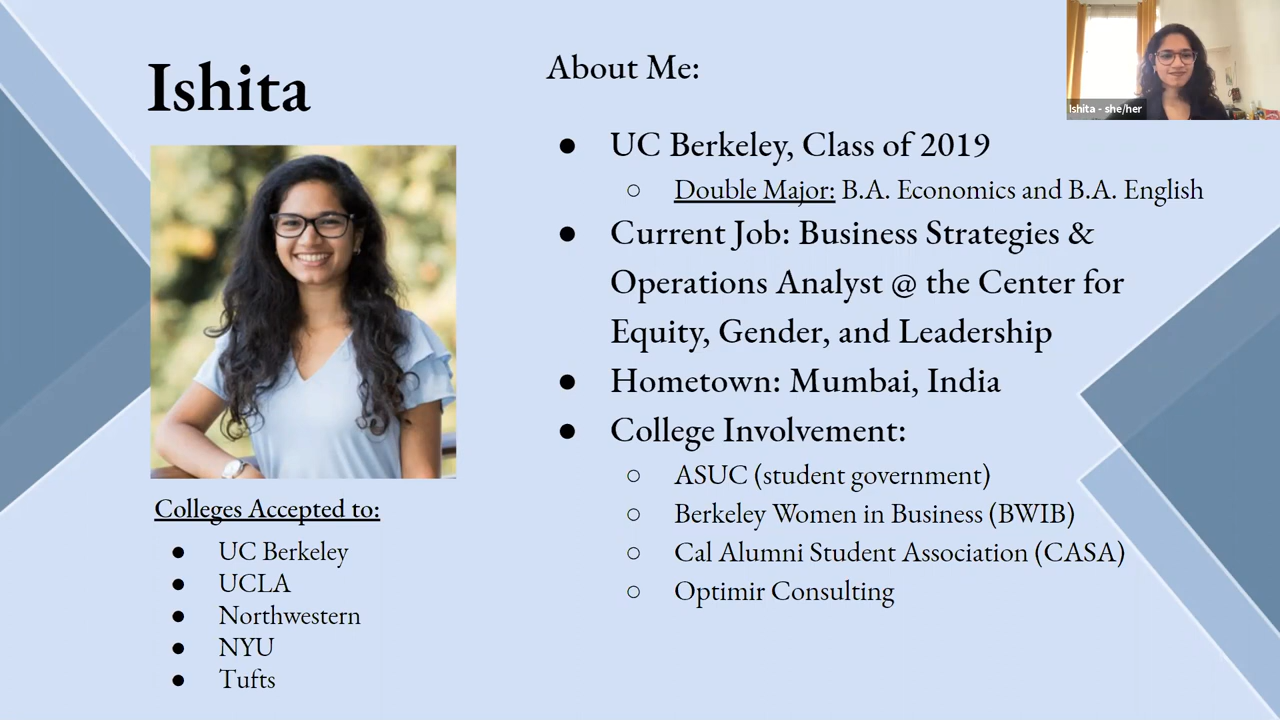 Ishita
Colleges Accepted to:
● UC Berkeley
● UCLA
● Northwestern
● NYU
● Tufts
About Me:
● UC Berkeley, Class of 2019
○ Double Major: B.A. Economics and B.A. English
● Current Job: Business Strategies &
Operations Analyst @ the Center for
Equity, Gender, and Leadership
● Hometown: Mumbai, India
● College Involvement:
○ ASUC (student government)
○ Berkeley Women in Business (BWIB)
○ Cal Alumni Student Association (CASA)
○ Optimir Consulting
Ishita - she/her